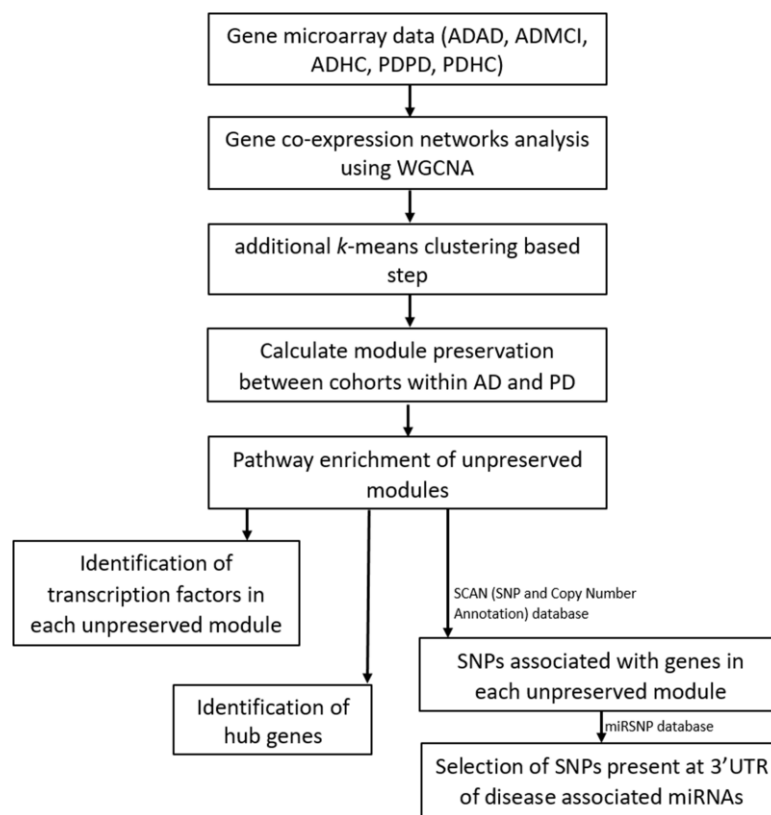 Gene microarray data (ADAD, ADMCI,
ADHC, PDPD, PDHC)
Gene co-expression networks analysis
using WGCNA
additional k-means clustering based
step
Calculate module preservation
between cohorts within AD and PD
Pathway enrichment of unpreserved
modules
Identification of
transcription factors in
each unpreserved module
SCAN (SNP and Copy Number
Annotation) database
SNPs associated with genes in
each unpreserved module
Identification of
hub genes
miRSNP database
Selection of SNPs present at 3’UTR
of disease associated miRNAs